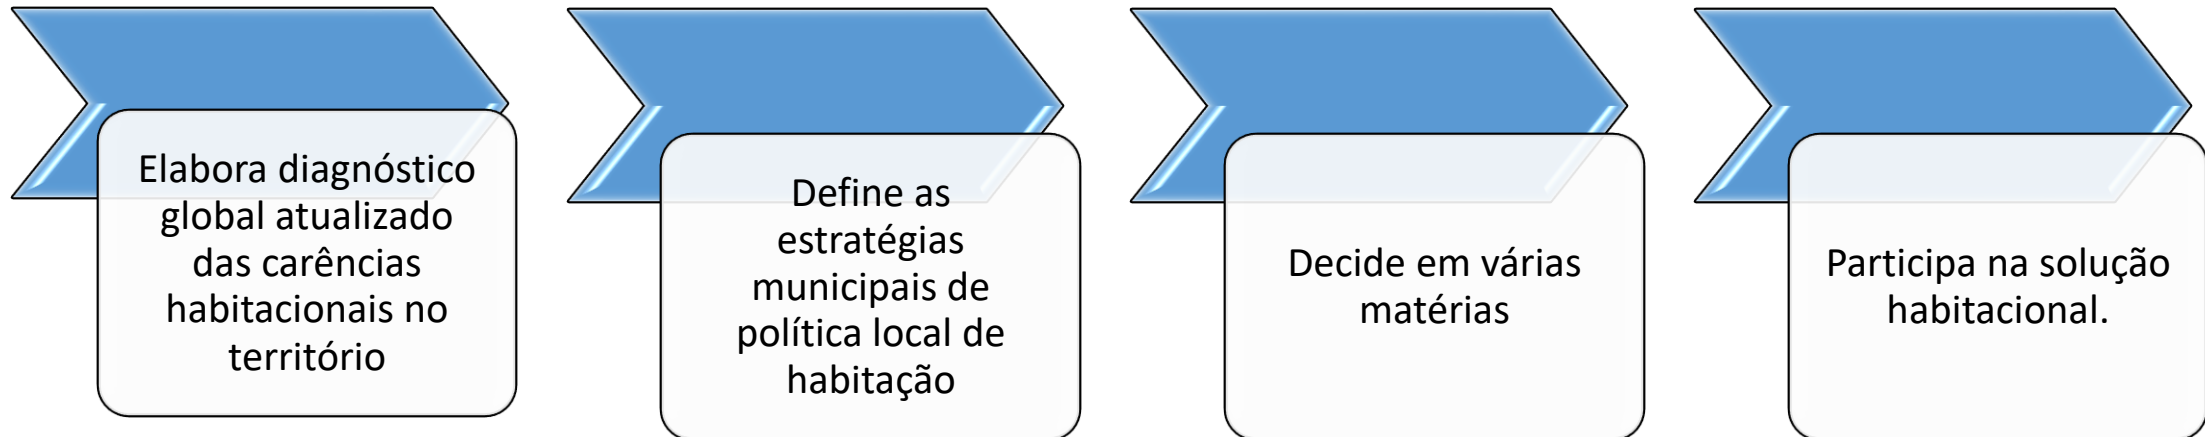 Elabora diagnóstico
global atualizado
das carências
habitacionais no
território
Define as
estratégias
municipais de
política local de
habitação
Decide em várias
matérias
Participa na solução
habitacional.